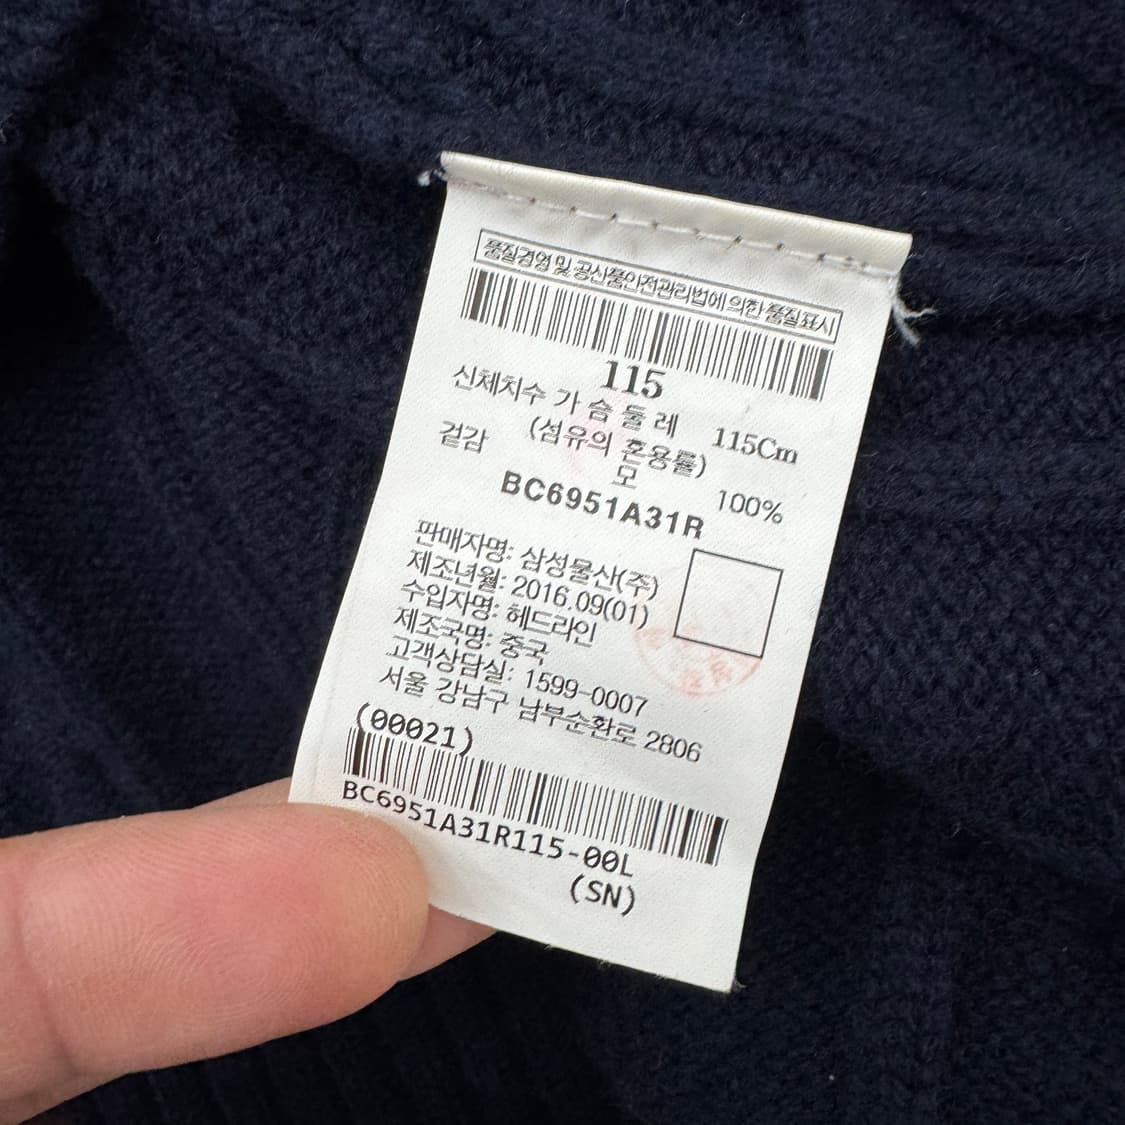 품질경영 및 공산품안전관리법에 의한 품질표시
115
신체치수 가 슴 둘 레 115Cm
(섬유의 혼용률)
겉감 모 100%
BC6951A31R
판매자명: 삼성물산(주)
제조년월: 2016.09(01)
수입자명: 헤드라인
제조국명: 중국
고객상담실: 1599-0007
서울 강남구 남부순환로 2806
(00021)
BC6951A31R115-00L
(SN)